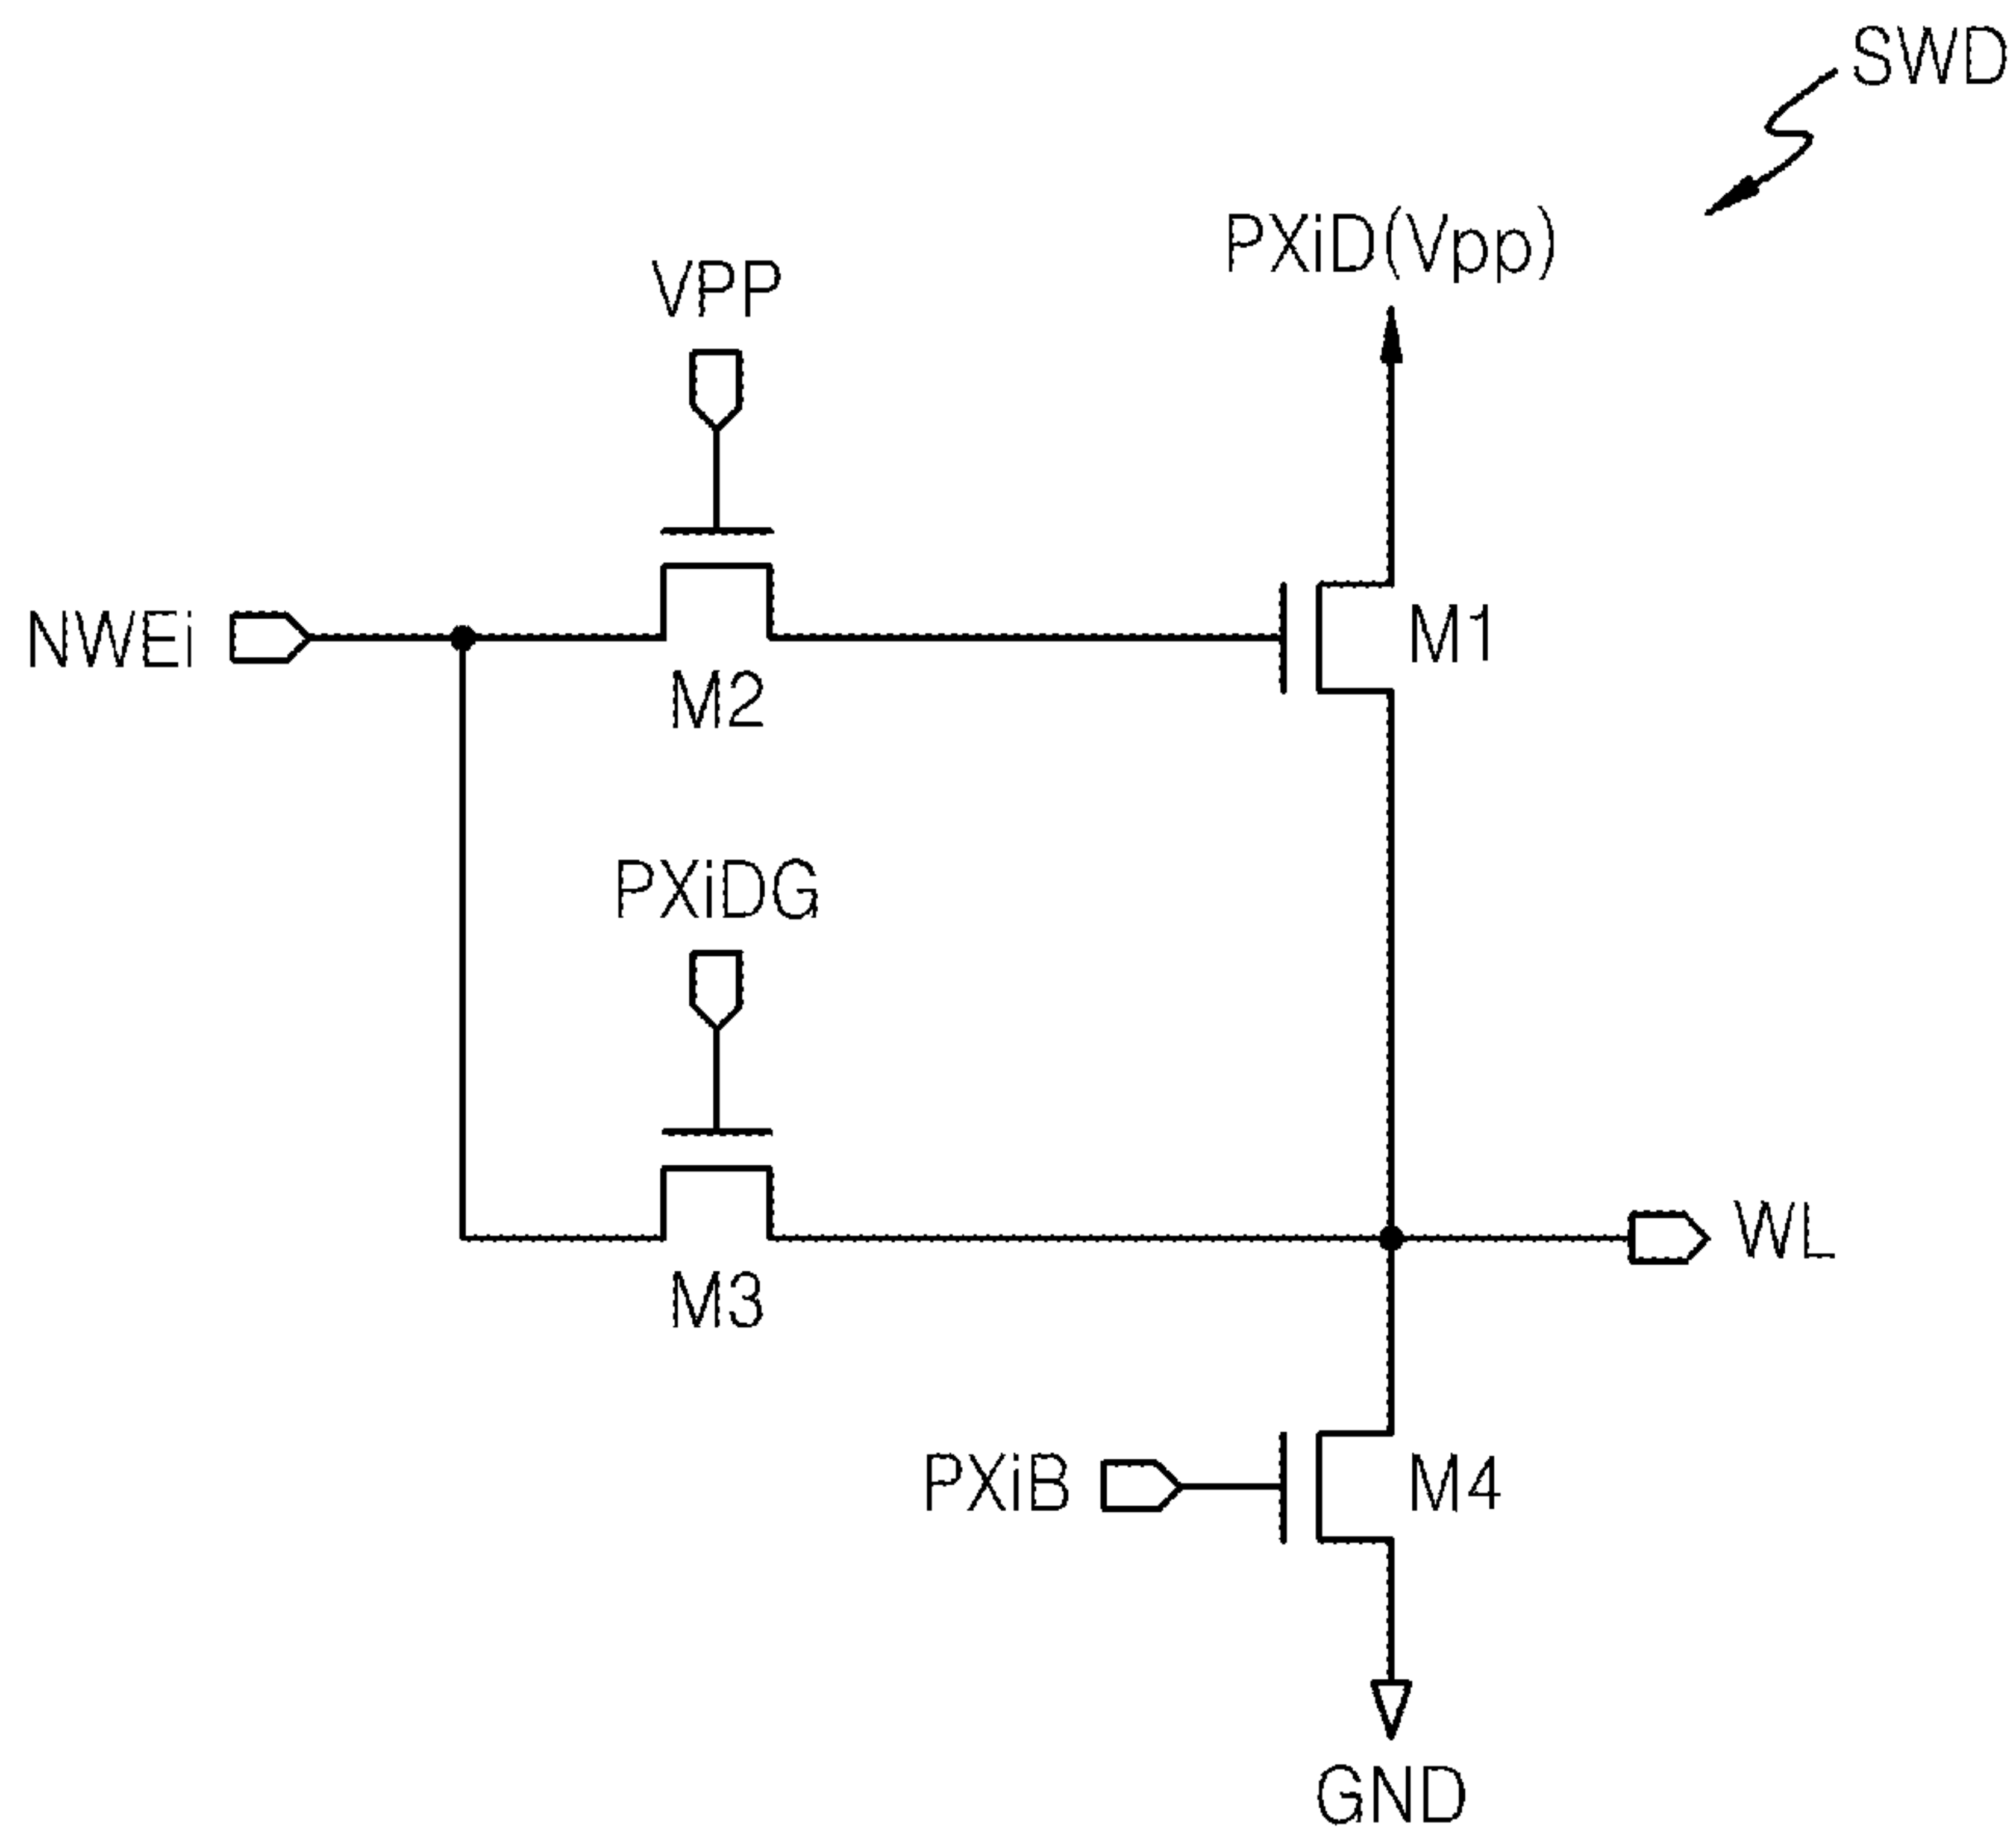 SWD
PXiD(Vpp)
VPP
NWEi
M1
M2
PXiDG
WL
M3
PXiB
M4
GND